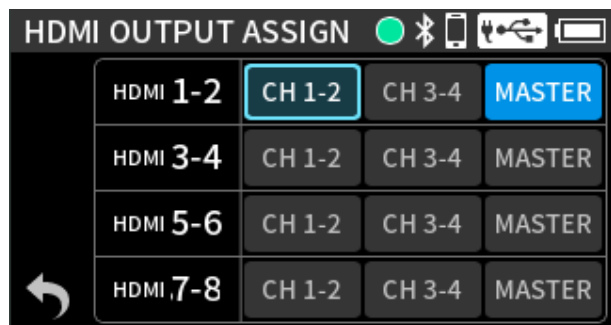 HDMI OUTPUT ASSIGN
HDMI 1-2 CH 1-2 CH 3-4 MASTER
HDMI 3-4 CH 1-2 CH 3-4 MASTER
HDMI 5-6 CH 1-2 CH 3-4 MASTER
HDMI 7-8 CH 1-2 CH 3-4 MASTER